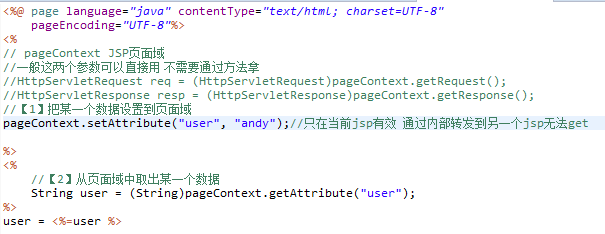 <%@ page language="java" contentType="text/html; charset=UTF-8"
    pageEncoding="UTF-8"%>
<%
// pageContext JSP页面域
//一般这两个参数可以直接用 不需要通过方法拿
//HttpServletRequest req = (HttpServletRequest)pageContext.getRequest();
//HttpServletResponse resp = (HttpServletResponse)pageContext.getResponse();
//【1】把某一个数据设置到页面域
pageContext.setAttribute("user", "andy");//只在当前jsp有效 通过内部转发到另一个jsp无法get
%>
<%
    //【2】从页面域中取出某一个数据
    String user = (String)pageContext.getAttribute("user");
%>
user = <%=user %>